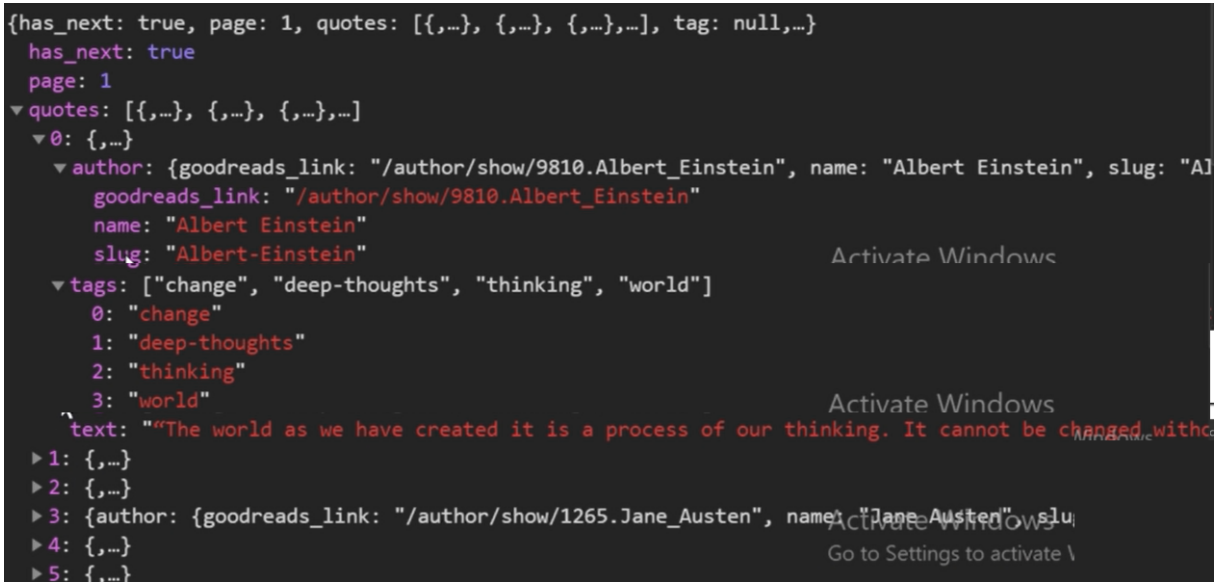 {has_next: true, page: 1, quotes: [{,…}, {,…}, {,…},…], tag: null,…}
has_next: true
page: 1
▼quotes: [{,…}, {,…}, {,…},…]
▼0: {,…}
▼author: {goodreads_link: "/author/show/9810.Albert_Einstein", name: "Albert Einstein", slug: "Al
goodreads_link: "/author/show/9810.Albert_Einstein"
name: "Albert Einstein"
slug: "Albert-Einstein"
Activate Windows
▼tags: ["change", "deep-thoughts", "thinking", "world"]
0: "change"
1: "deep-thoughts"
2: "thinking"
3: "world"
Activate Windows
text: "“The world as we have created it is a process of our thinking. It cannot be changed witho
Windows
▶1: {,…}
▶2: {,…}
▶3: {author: {goodreads_link: "/author/show/1265.Jane_Austen", name: "Jane Austen", slu
Activate Windows
▶4: {,…}
Go to Settings to activate
▶5: {,…}